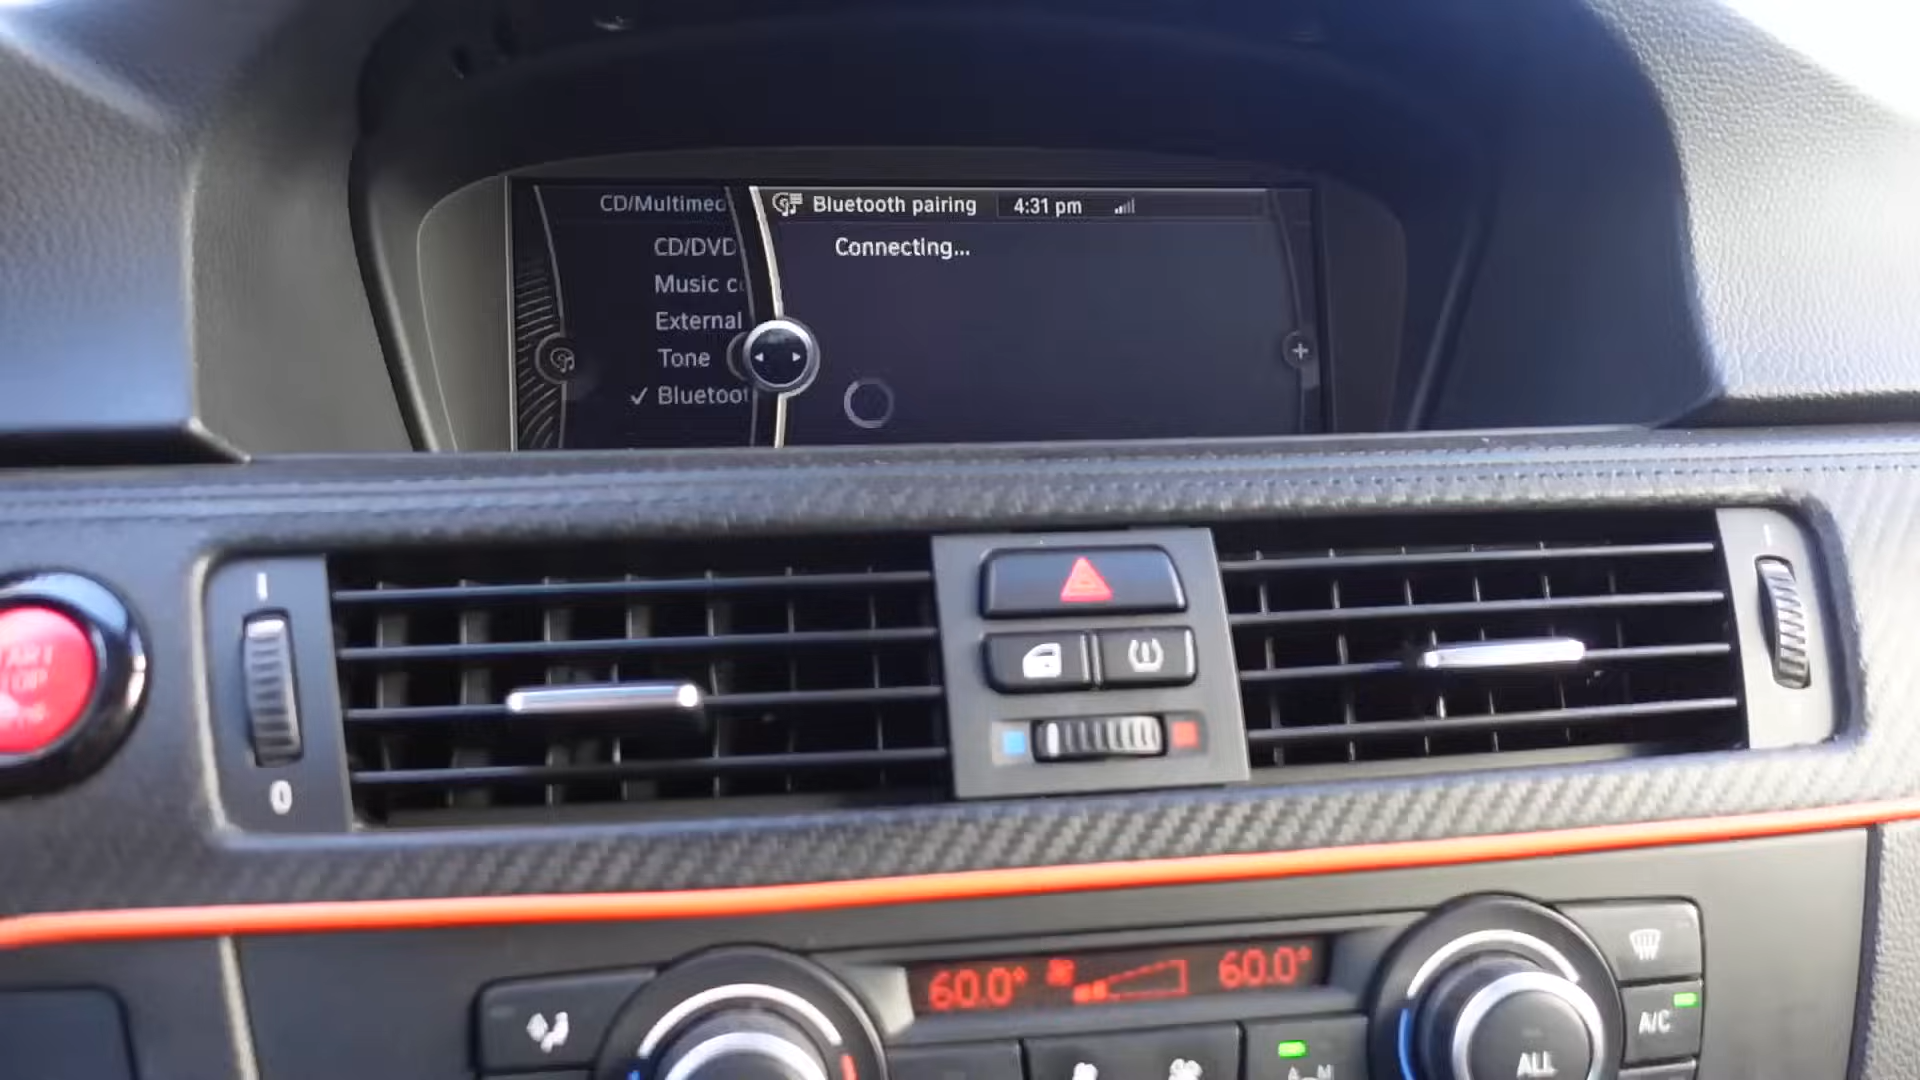 CD/Multimed
Bluetooth pairing
4:31 pm
CD/DVD
Connecting...
Music c
External
Tone
✓ Bluetoot
+
I
I
0
60.0°
60.0°
A/C
ALL